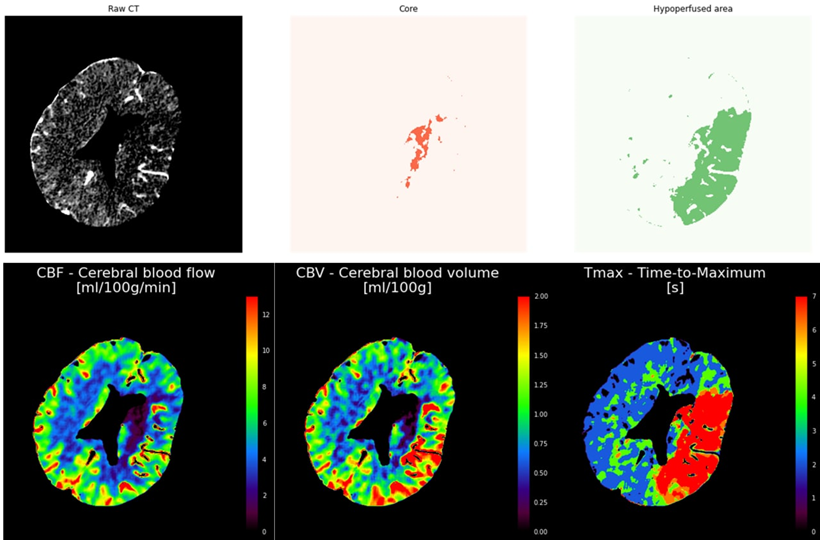 Raw CT
Core
Hypoperfused area
CBF - Cerebral blood flow
[ml/100g/min]
12
10
8
6
4
2
0
CBV - Cerebral blood volume
[ml/100g]
2.00
1.75
1.50
1.25
1.00
0.75
0.50
0.25
0.00
Tmax - Time-to-Maximum
[s]
7
6
5
4
3
2
1
0